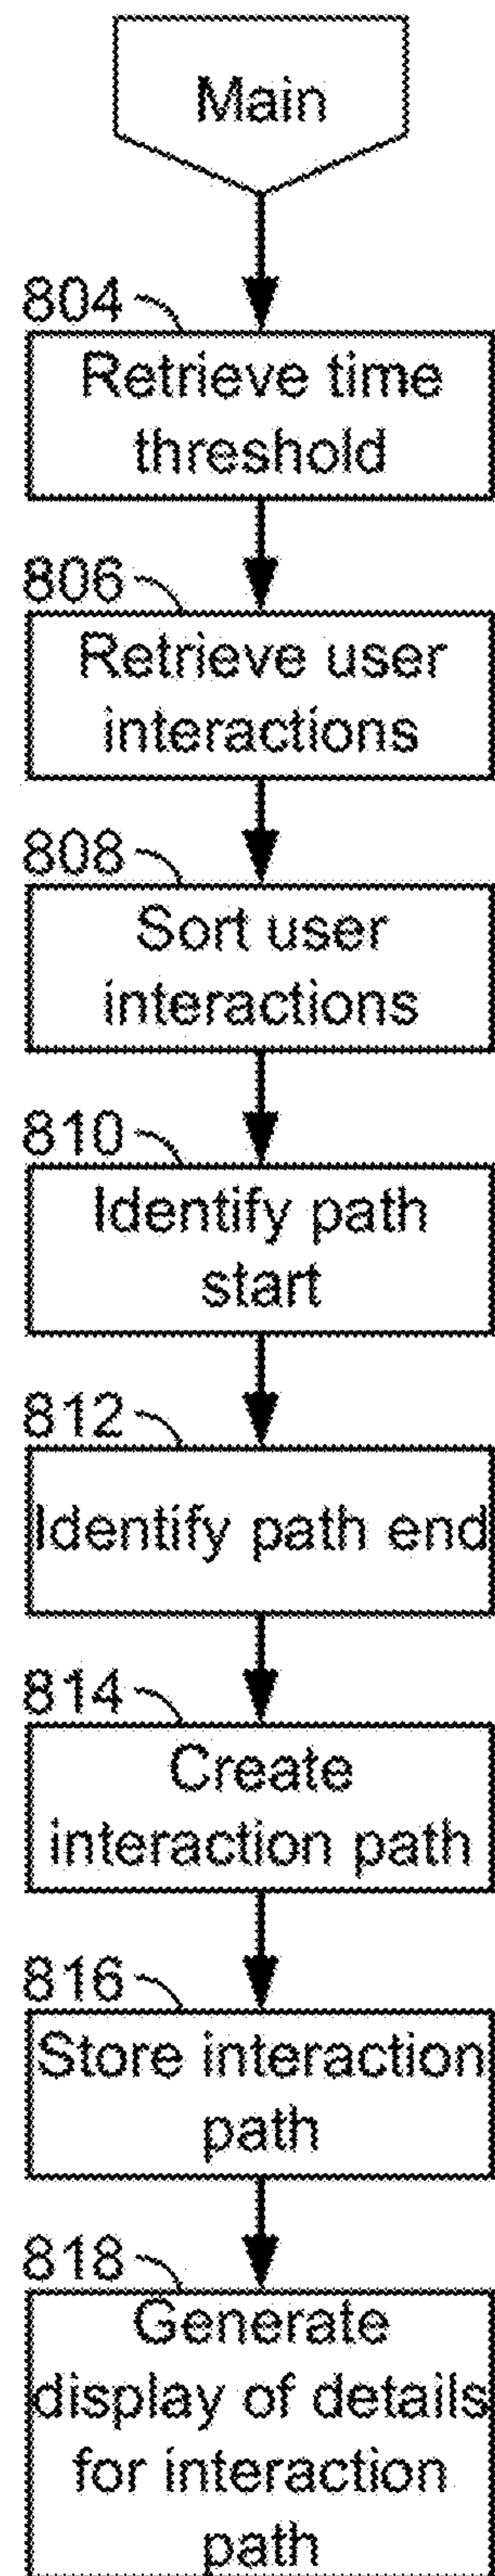 Main
804
Retrieve time
threshold
806
Retrieve user
interactions
808
Sort user
interactions
810
Identify path
start
812
Identify path end
814
Create
interaction path
816
Store interaction
path
818
Generate
display of details
for interaction
path